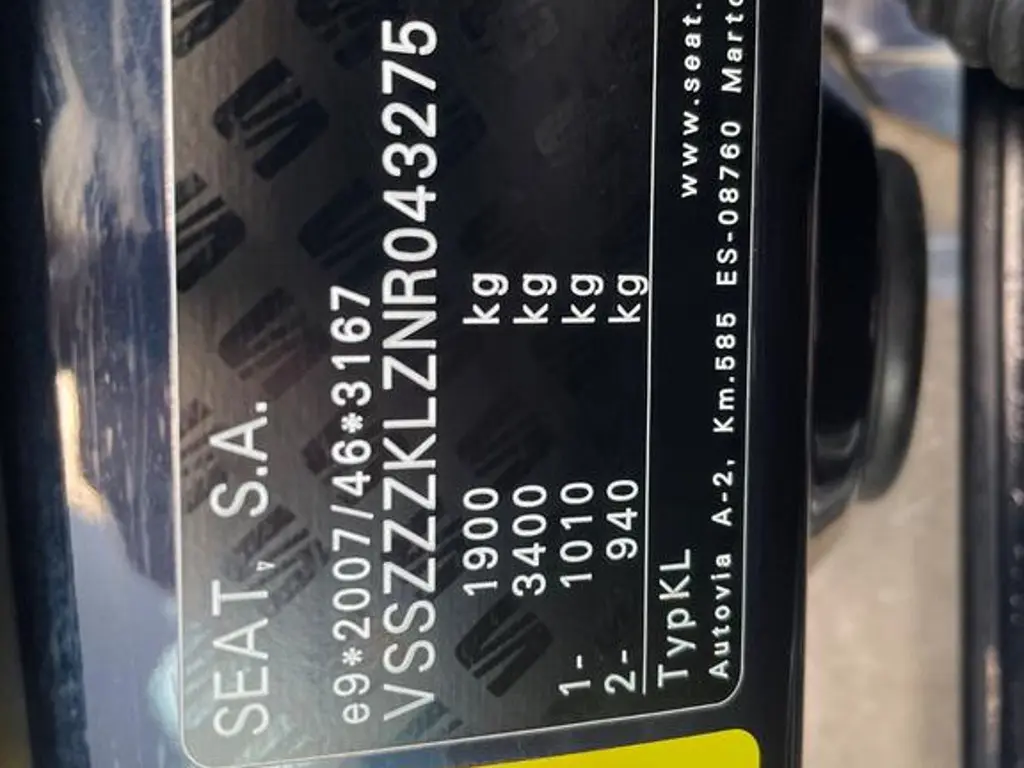 SEAT, S.A.
e9*2007/46*3167
VSSZZZKLZNR043275
1900 kg
3400 kg
1- 1010 kg
2- 940 kg
TypKL www.seat.
Autovia A-2, Km.585 ES-08760 Marto